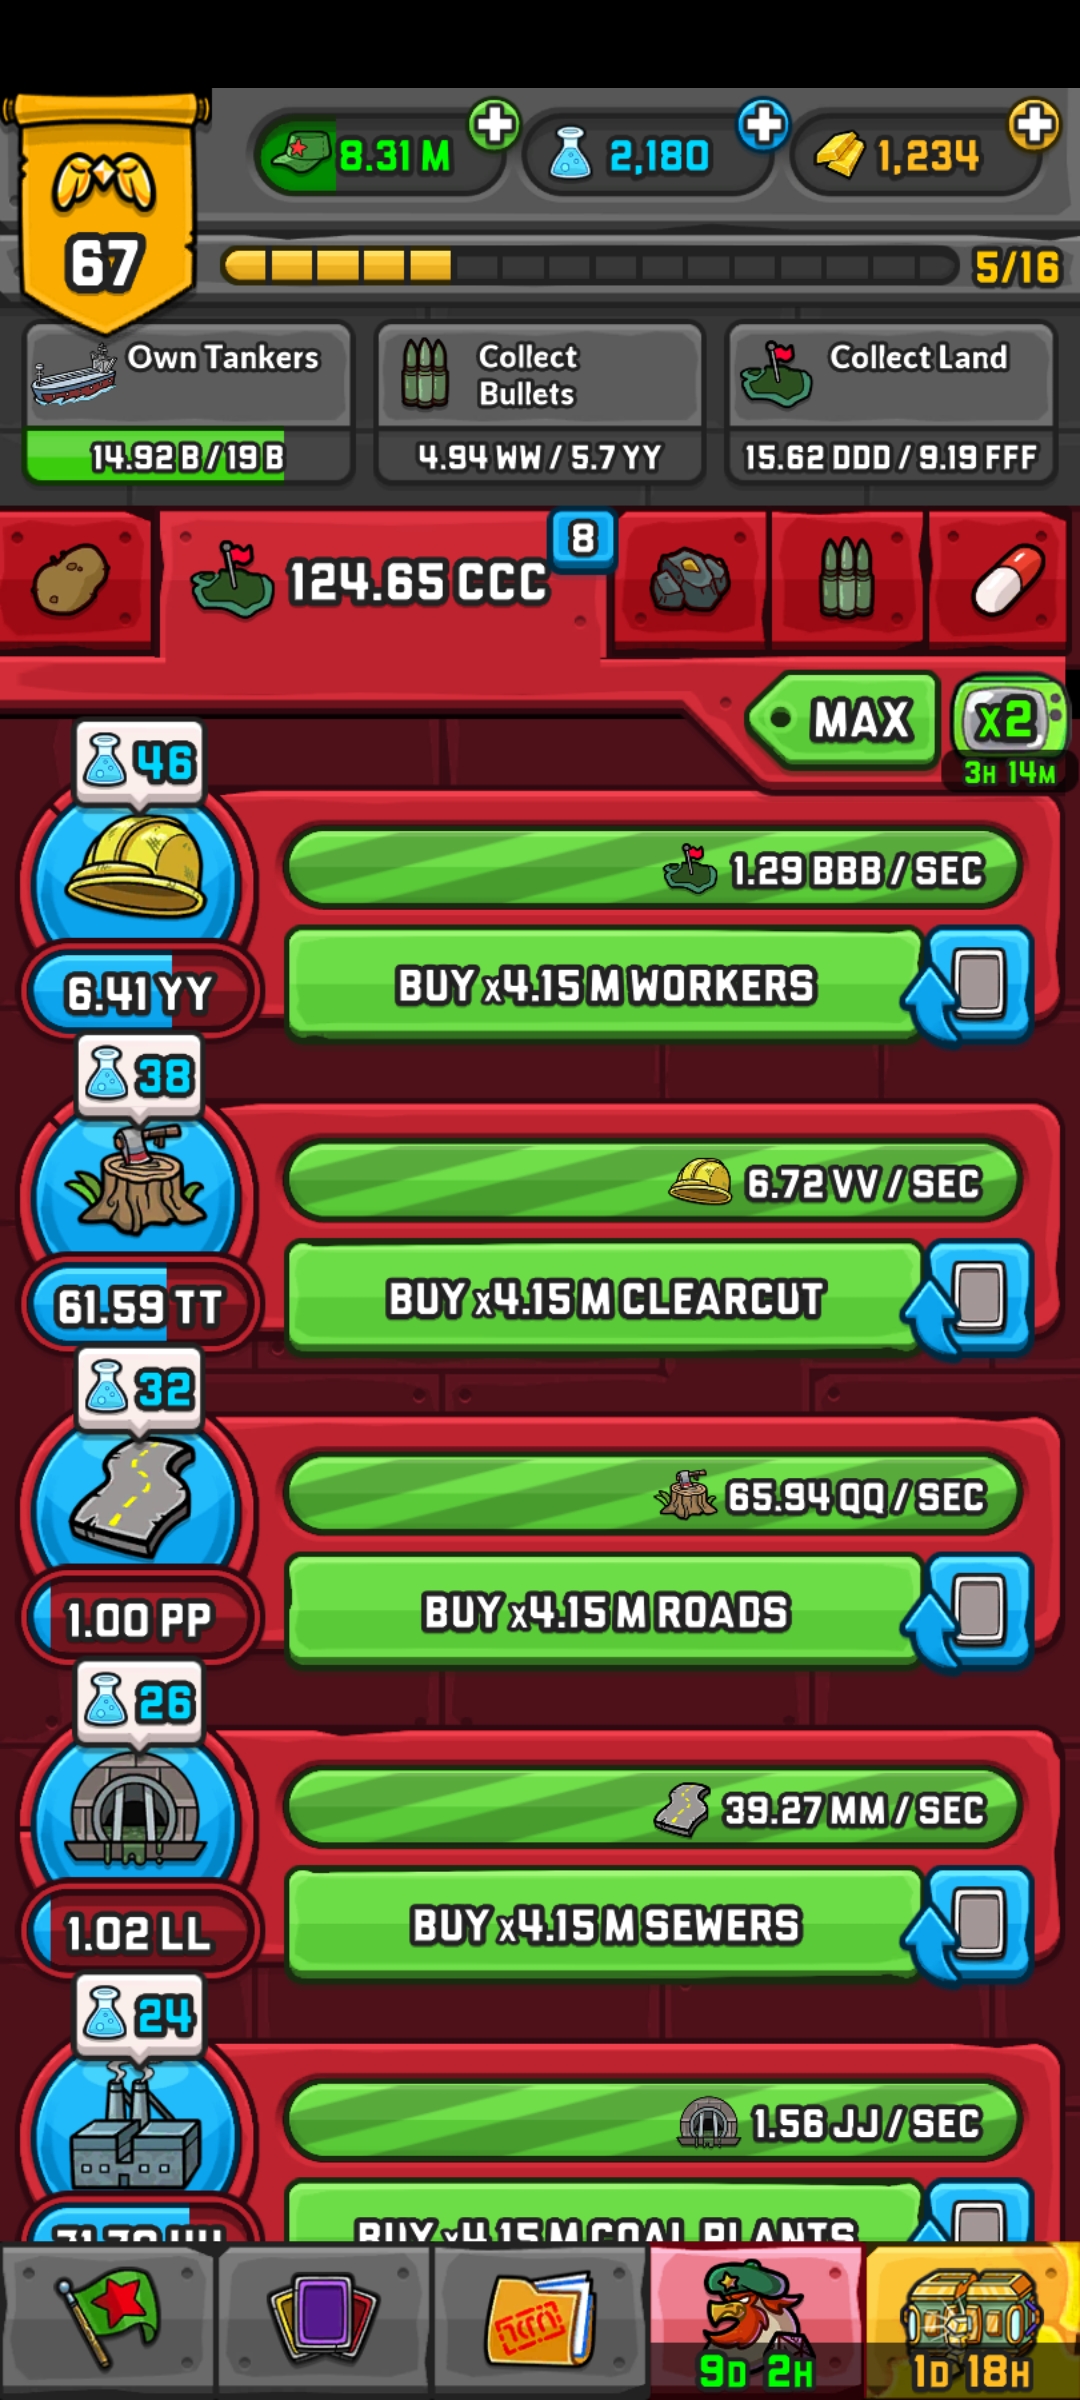 67
8.31 M
2,180
1,234
5/16
Own Tankers
14.92 B / 19 B
Collect
Bullets
4.94 WW / 5.7 YY
Collect Land
15.62 DDD / 9.19 FFF
124.65 CCC
8
MAX
x2
3H 14M
46
1.29 BBB / SEC
6.41 YY
BUY x4.15 M WORKERS
38
6.72 VV / SEC
61.59 TT
BUY x4.15 M CLEARCUT
32
65.94 QQ / SEC
1.00 PP
BUY x4.15 M ROADS
26
39.27 MM / SEC
1.02 LL
BUY x4.15 M SEWERS
24
1.56 JJ / SEC
BUY x4.15 M COAL PLANTS
9D 2H
1D 18H